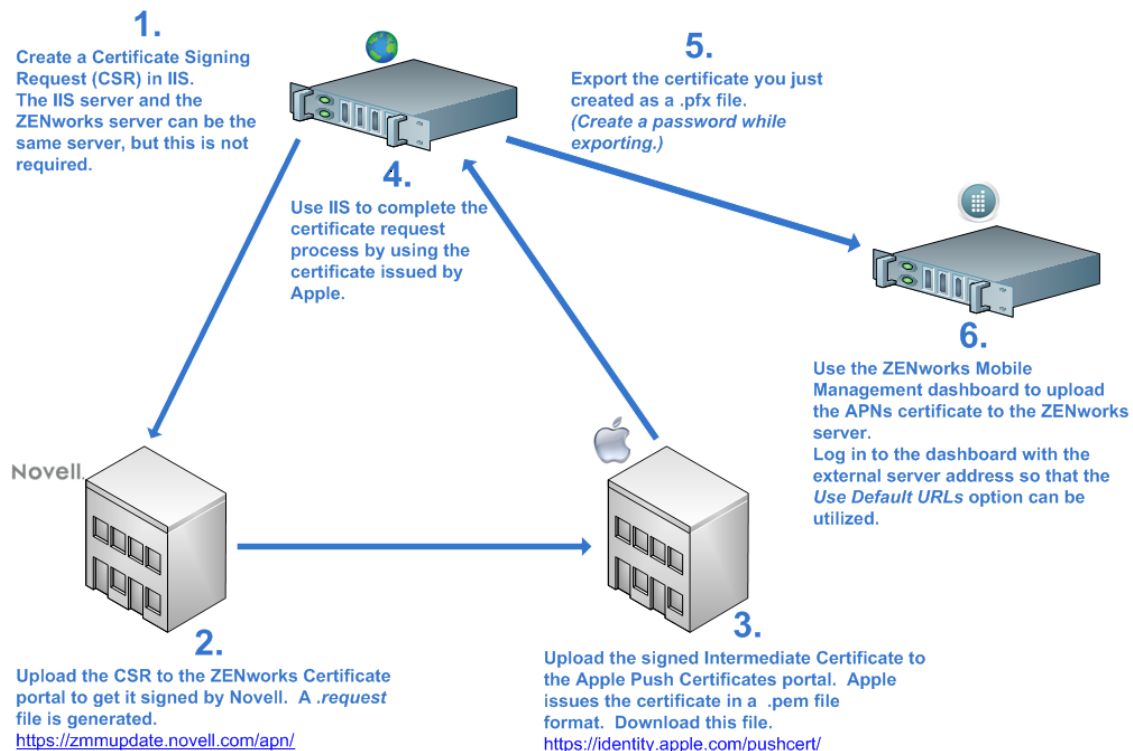 1.
Create a Certificate Signing
Request (CSR) in IIS.
The IIS server and the
ZENworks server can be the
same server, but this is not
required.
4.
Use IIS to complete the
certificate request
process by using the
certificate issued by
Apple.
5.
Export the certificate you just
created as a .pfx file.
(Create a password while
exporting.)
6.
Use the ZENworks Mobile
Management dashboard to upload
the APNs certificate to the ZENworks
server.
Log in to the dashboard with the
external server address so that the
Use Default URLs option can be
utilized.
Novell.
2.
Upload the CSR to the ZENworks Certificate
portal to get it signed by Novell. A .request
file is generated.
https://zmmupdate.novell.com/apn/
3.
Upload the signed Intermediate Certificate to
the Apple Push Certificates portal. Apple
issues the certificate in a .pem file
format. Download this file.
https://identity.apple.com/pushcert/